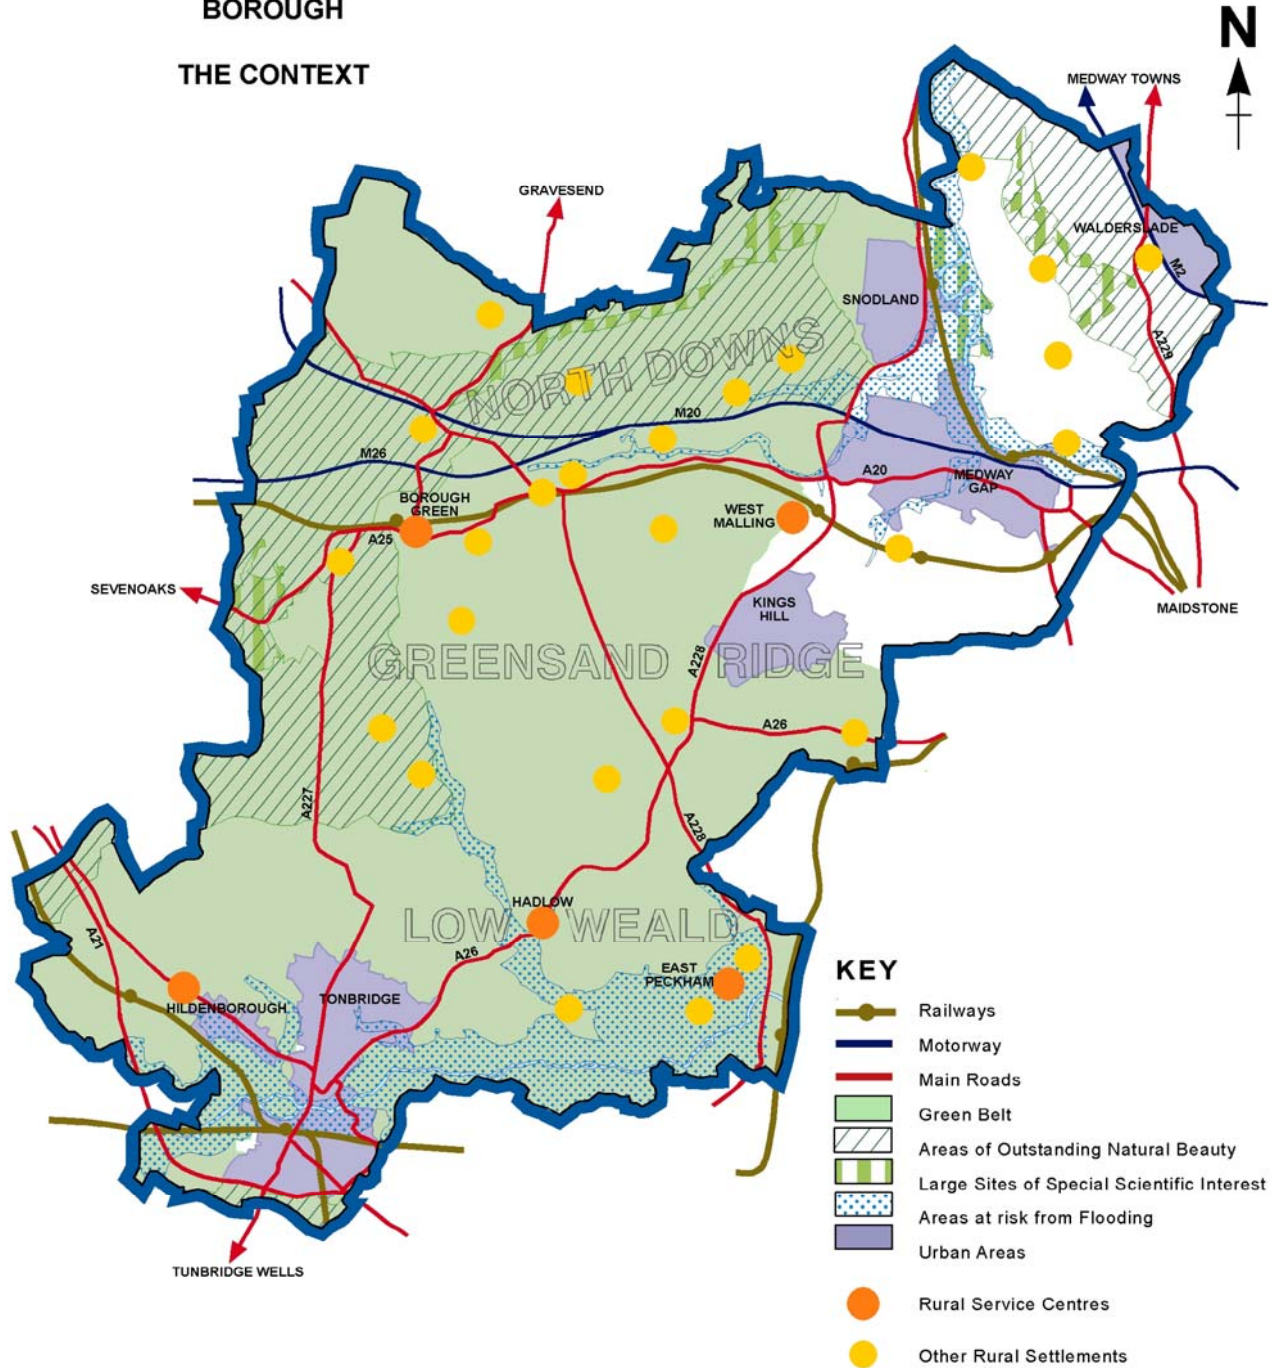 BOROUGH
THE CONTEXT
N
MEDWAY TOWNS
GRAVESEND
WALDERSLADE
M2
SNODLAND
A229
NORTH DOWNS
M20
M26
A20
MEDWAY
GAP
BOROUGH
GREEN
WEST
MALLING
A25
SEVENOAKS
KINGS
HILL
MAIDSTONE
GREENSAND RIDGE
A228
A26
A227
A228
HADLOW
LOW WEALD
A21
A26
EAST
PECKHAM
HILDENBOROUGH
TONBRIDGE
TUNBRIDGE WELLS
KEY
Railways
Motorway
Main Roads
Green Belt
Areas of Outstanding Natural Beauty
Large Sites of Special Scientific Interest
Areas at risk from Flooding
Urban Areas
Rural Service Centres
Other Rural Settlements